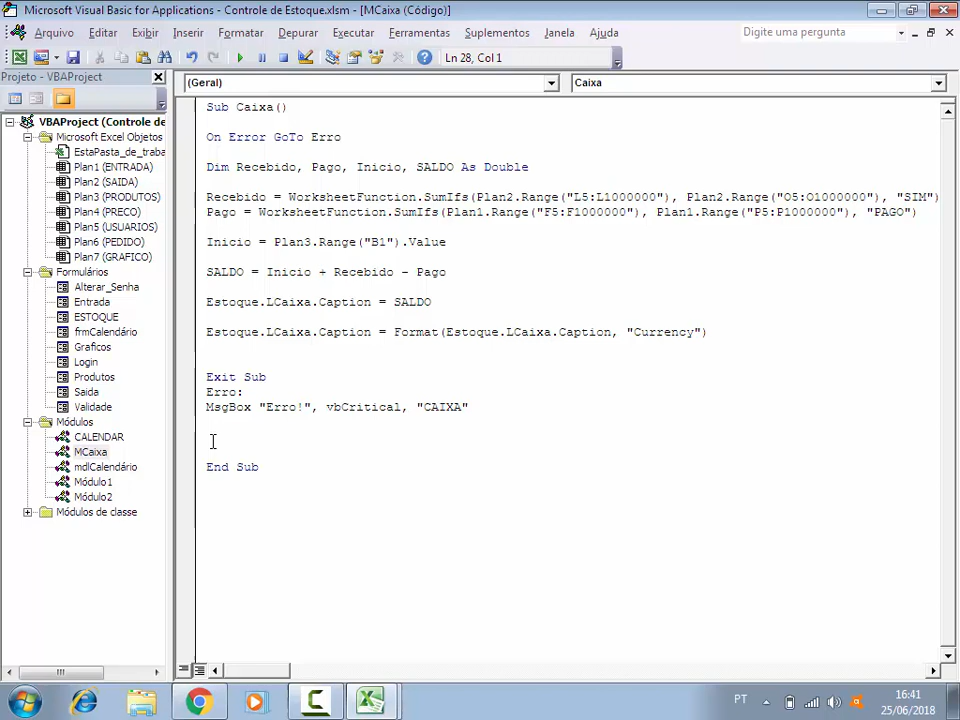 Microsoft Visual Basic for Applications - Controle de Estoque.xlsm - [MCaixa (Código)]
Arquivo Editar Exibir Inserir Formatar Depurar Executar Ferramentas Suplementos Janela Ajuda Digite uma pergunta
Ln 28, Col 1
Projeto - VBAProject
(Geral) Caixa
VBAProject (Controle de
Microsoft Excel Objetos
EstaPasta_de_traba
Plan1 (ENTRADA)
Plan2 (SAIDA)
Plan3 (PRODUTOS)
Plan4 (PRECO)
Plan5 (USUARIOS)
Plan6 (PEDIDO)
Plan7 (GRAFICO)
Formulários
Alterar_Senha
Entrada
ESTOQUE
frmCalendário
Graficos
Login
Produtos
Saida
Validade
Módulos
CALENDAR
MCaixa
mdlCalendário
Módulo1
Módulo2
Módulos de classe
Sub Caixa()
On Error GoTo Erro
Dim Recebido, Pago, Inicio, SALDO As Double
Recebido = WorksheetFunction.SumIfs(Plan2.Range("L5:L1000000"), Plan2.Range("O5:O1000000"), "SIM")
Pago = WorksheetFunction.SumIfs(Plan1.Range("F5:F1000000"), Plan1.Range("P5:P1000000"), "PAGO")
Inicio = Plan3.Range("B1").Value
SALDO = Inicio + Recebido - Pago
Estoque.LCaixa.Caption = SALDO
Estoque.LCaixa.Caption = Format(Estoque.LCaixa.Caption, "Currency")
Exit Sub
Erro:
MsgBox "Erro!", vbCritical, "CAIXA"
End Sub
PT
16:41
25/06/2018